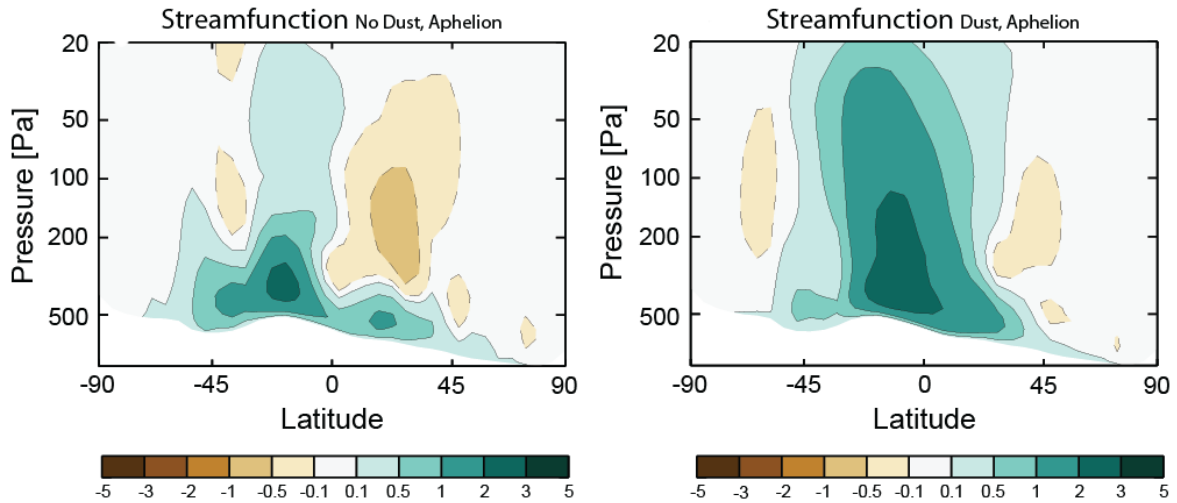 Streamfunction No Dust, Aphelion
20
50
100
200
500
Pressure [Pa]
-90 -45 0 45 90
Latitude
-5 -3 -2 -1 -0.5 -0.1 0.1 0.5 1 2 3 5
Streamfunction Dust, Aphelion
20
50
100
200
500
Pressure [Pa]
-90 -45 0 45 90
Latitude
-5 -3 -2 -1 -0.5 -0.1 0.1 0.5 1 2 3 5